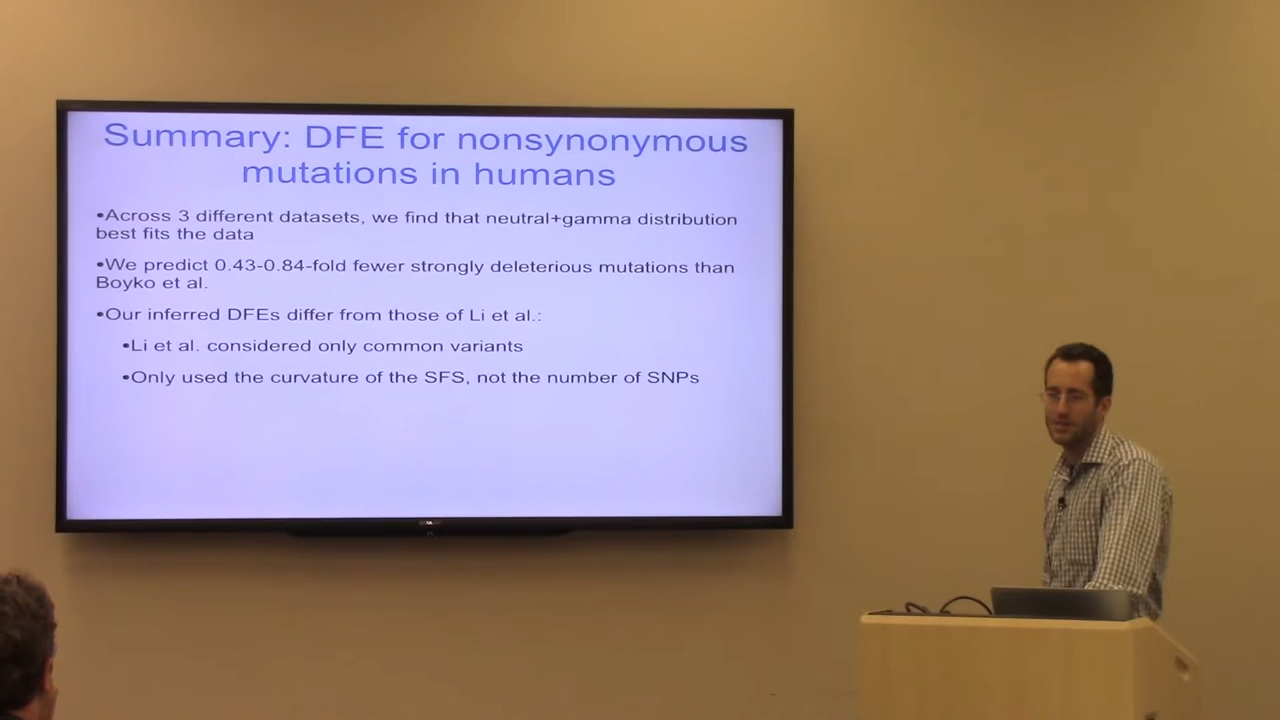 Summary: DFE for nonsynonymous
mutations in humans
•Across 3 different datasets, we find that neutral+gamma distribution
best fits the data
•We predict 0.43-0.84-fold fewer strongly deleterious mutations than
Boyko et al.
•Our inferred DFEs differ from those of Li et al.:
•Li et al. considered only common variants
•Only used the curvature of the SFS, not the number of SNPs